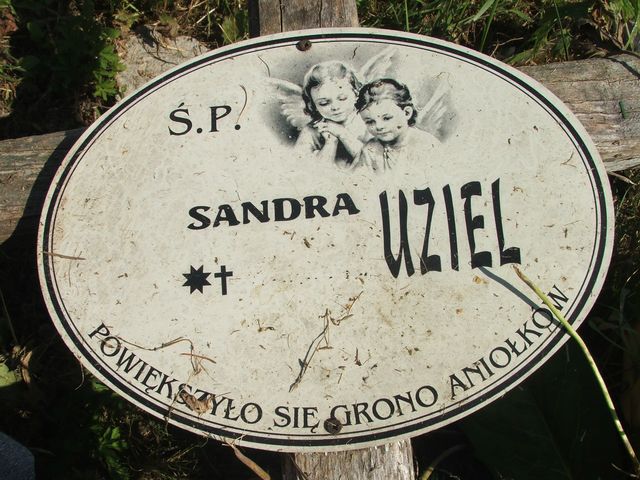 Ś.P.
SANDRA UZIEL
POWIĘKSZYŁO SIĘ GRONO ANIOŁKÓW